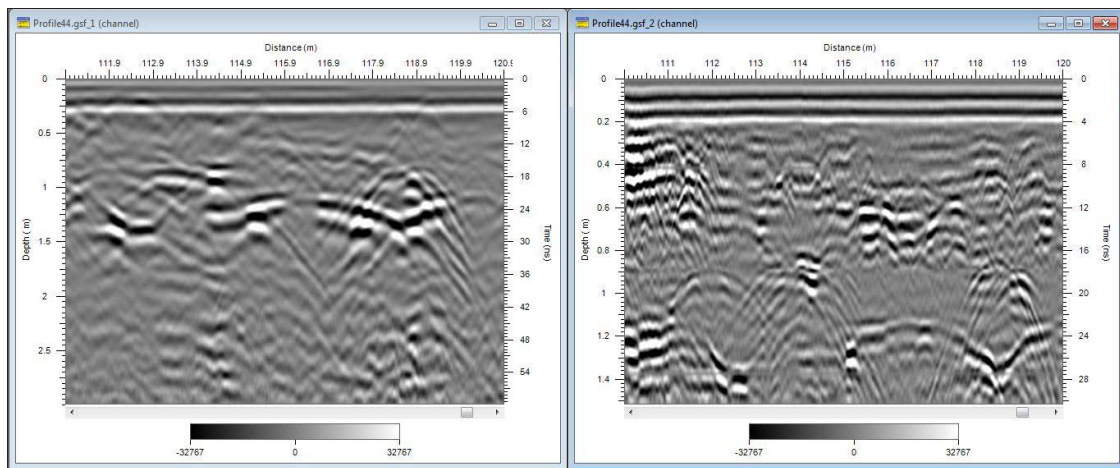 Profile44.gsf_1 (channel)
Distance (m)
111.9 112.9 113.9 114.9 115.9 116.9 117.9 118.9 119.9 120.9
0 0.5 1 1.5 2 2.5
Depth ( m)
0 6 12 18 24 30 36 42 48 54
Time (ns)
-32767 0 32767
Profile44.gsf_2 (channel)
Distance (m)
111 112 113 114 115 116 117 118 119 120
0 0.2 0.4 0.6 0.8 1 1.2 1.4
Depth ( m)
0 4 8 12 16 20 24 28
Time (ns)
-32767 0 32767